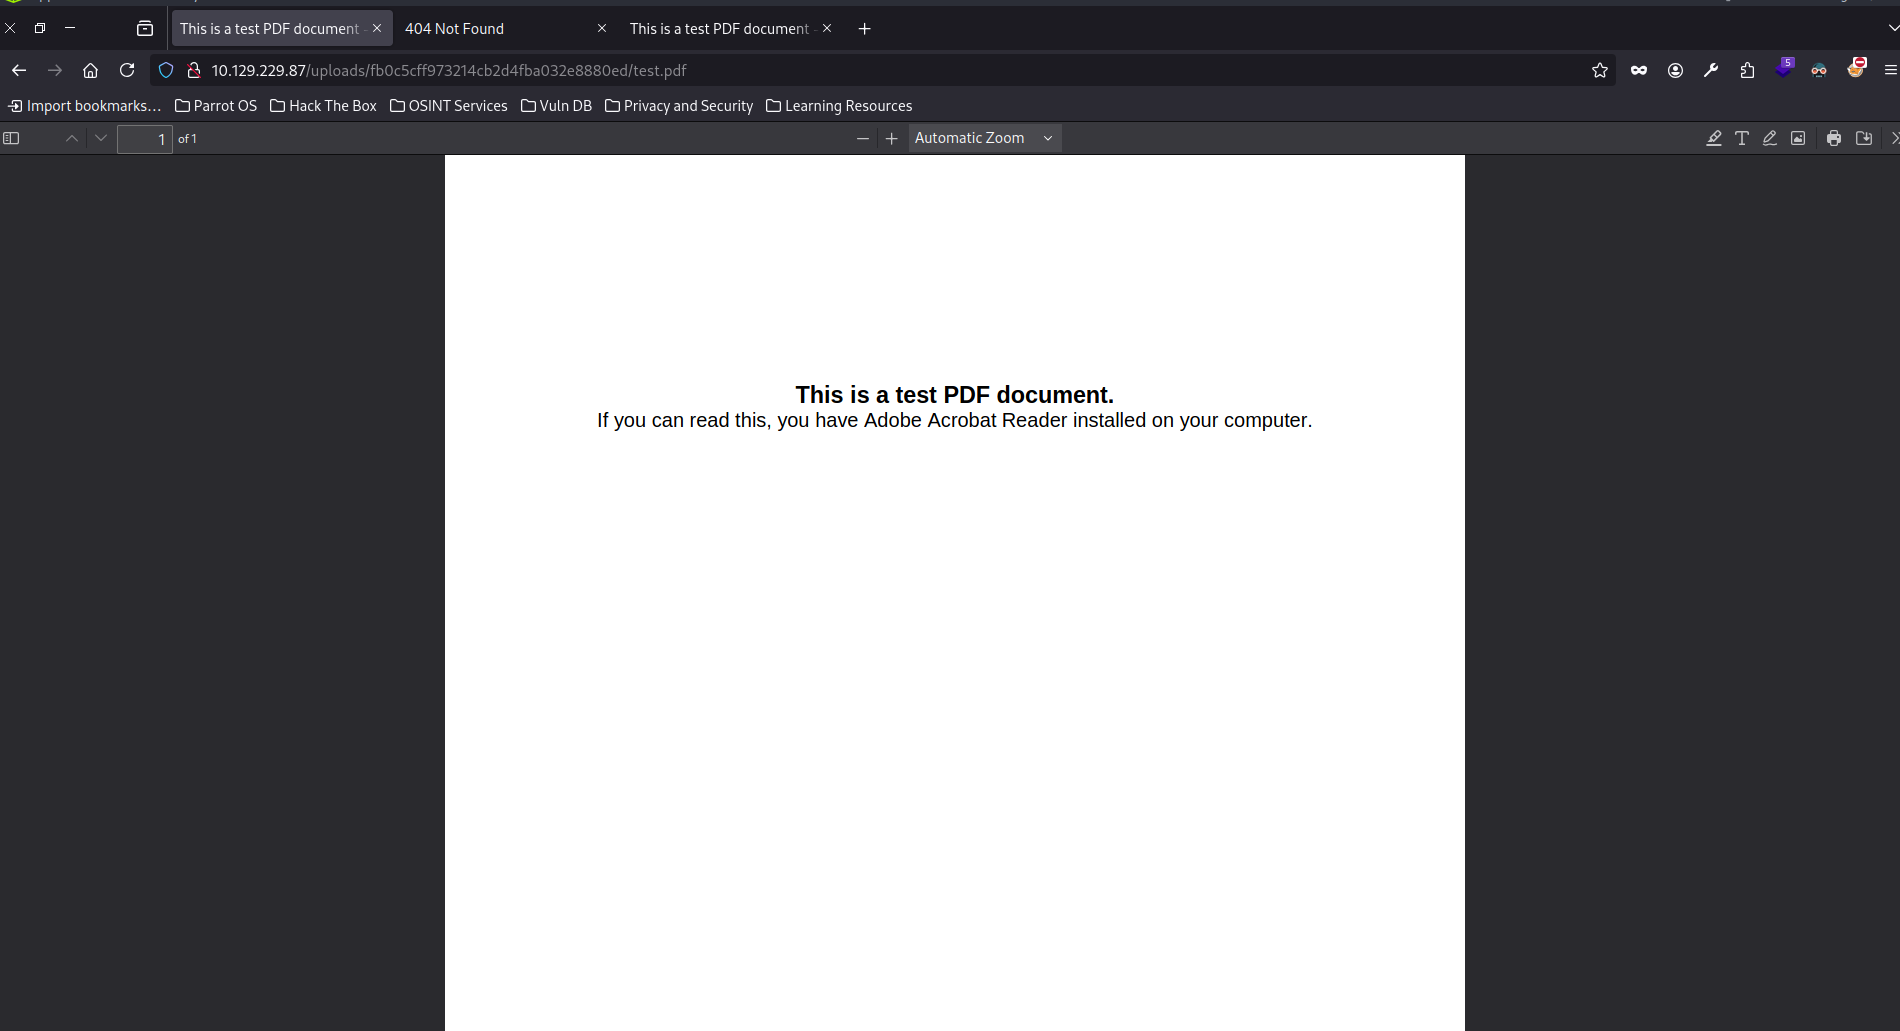 This is a test PDF document -
404 Not Found
This is a test PDF document -
10.129.229.87/uploads/fb0c5cff973214cb2d4fba032e8880ed/test.pdf
5
Import bookmarks... Parrot OS Hack The Box OSINT Services Vuln DB Privacy and Security Learning Resources
1 of 1 Automatic Zoom
This is a test PDF document.
If you can read this, you have Adobe Acrobat Reader installed on your computer.